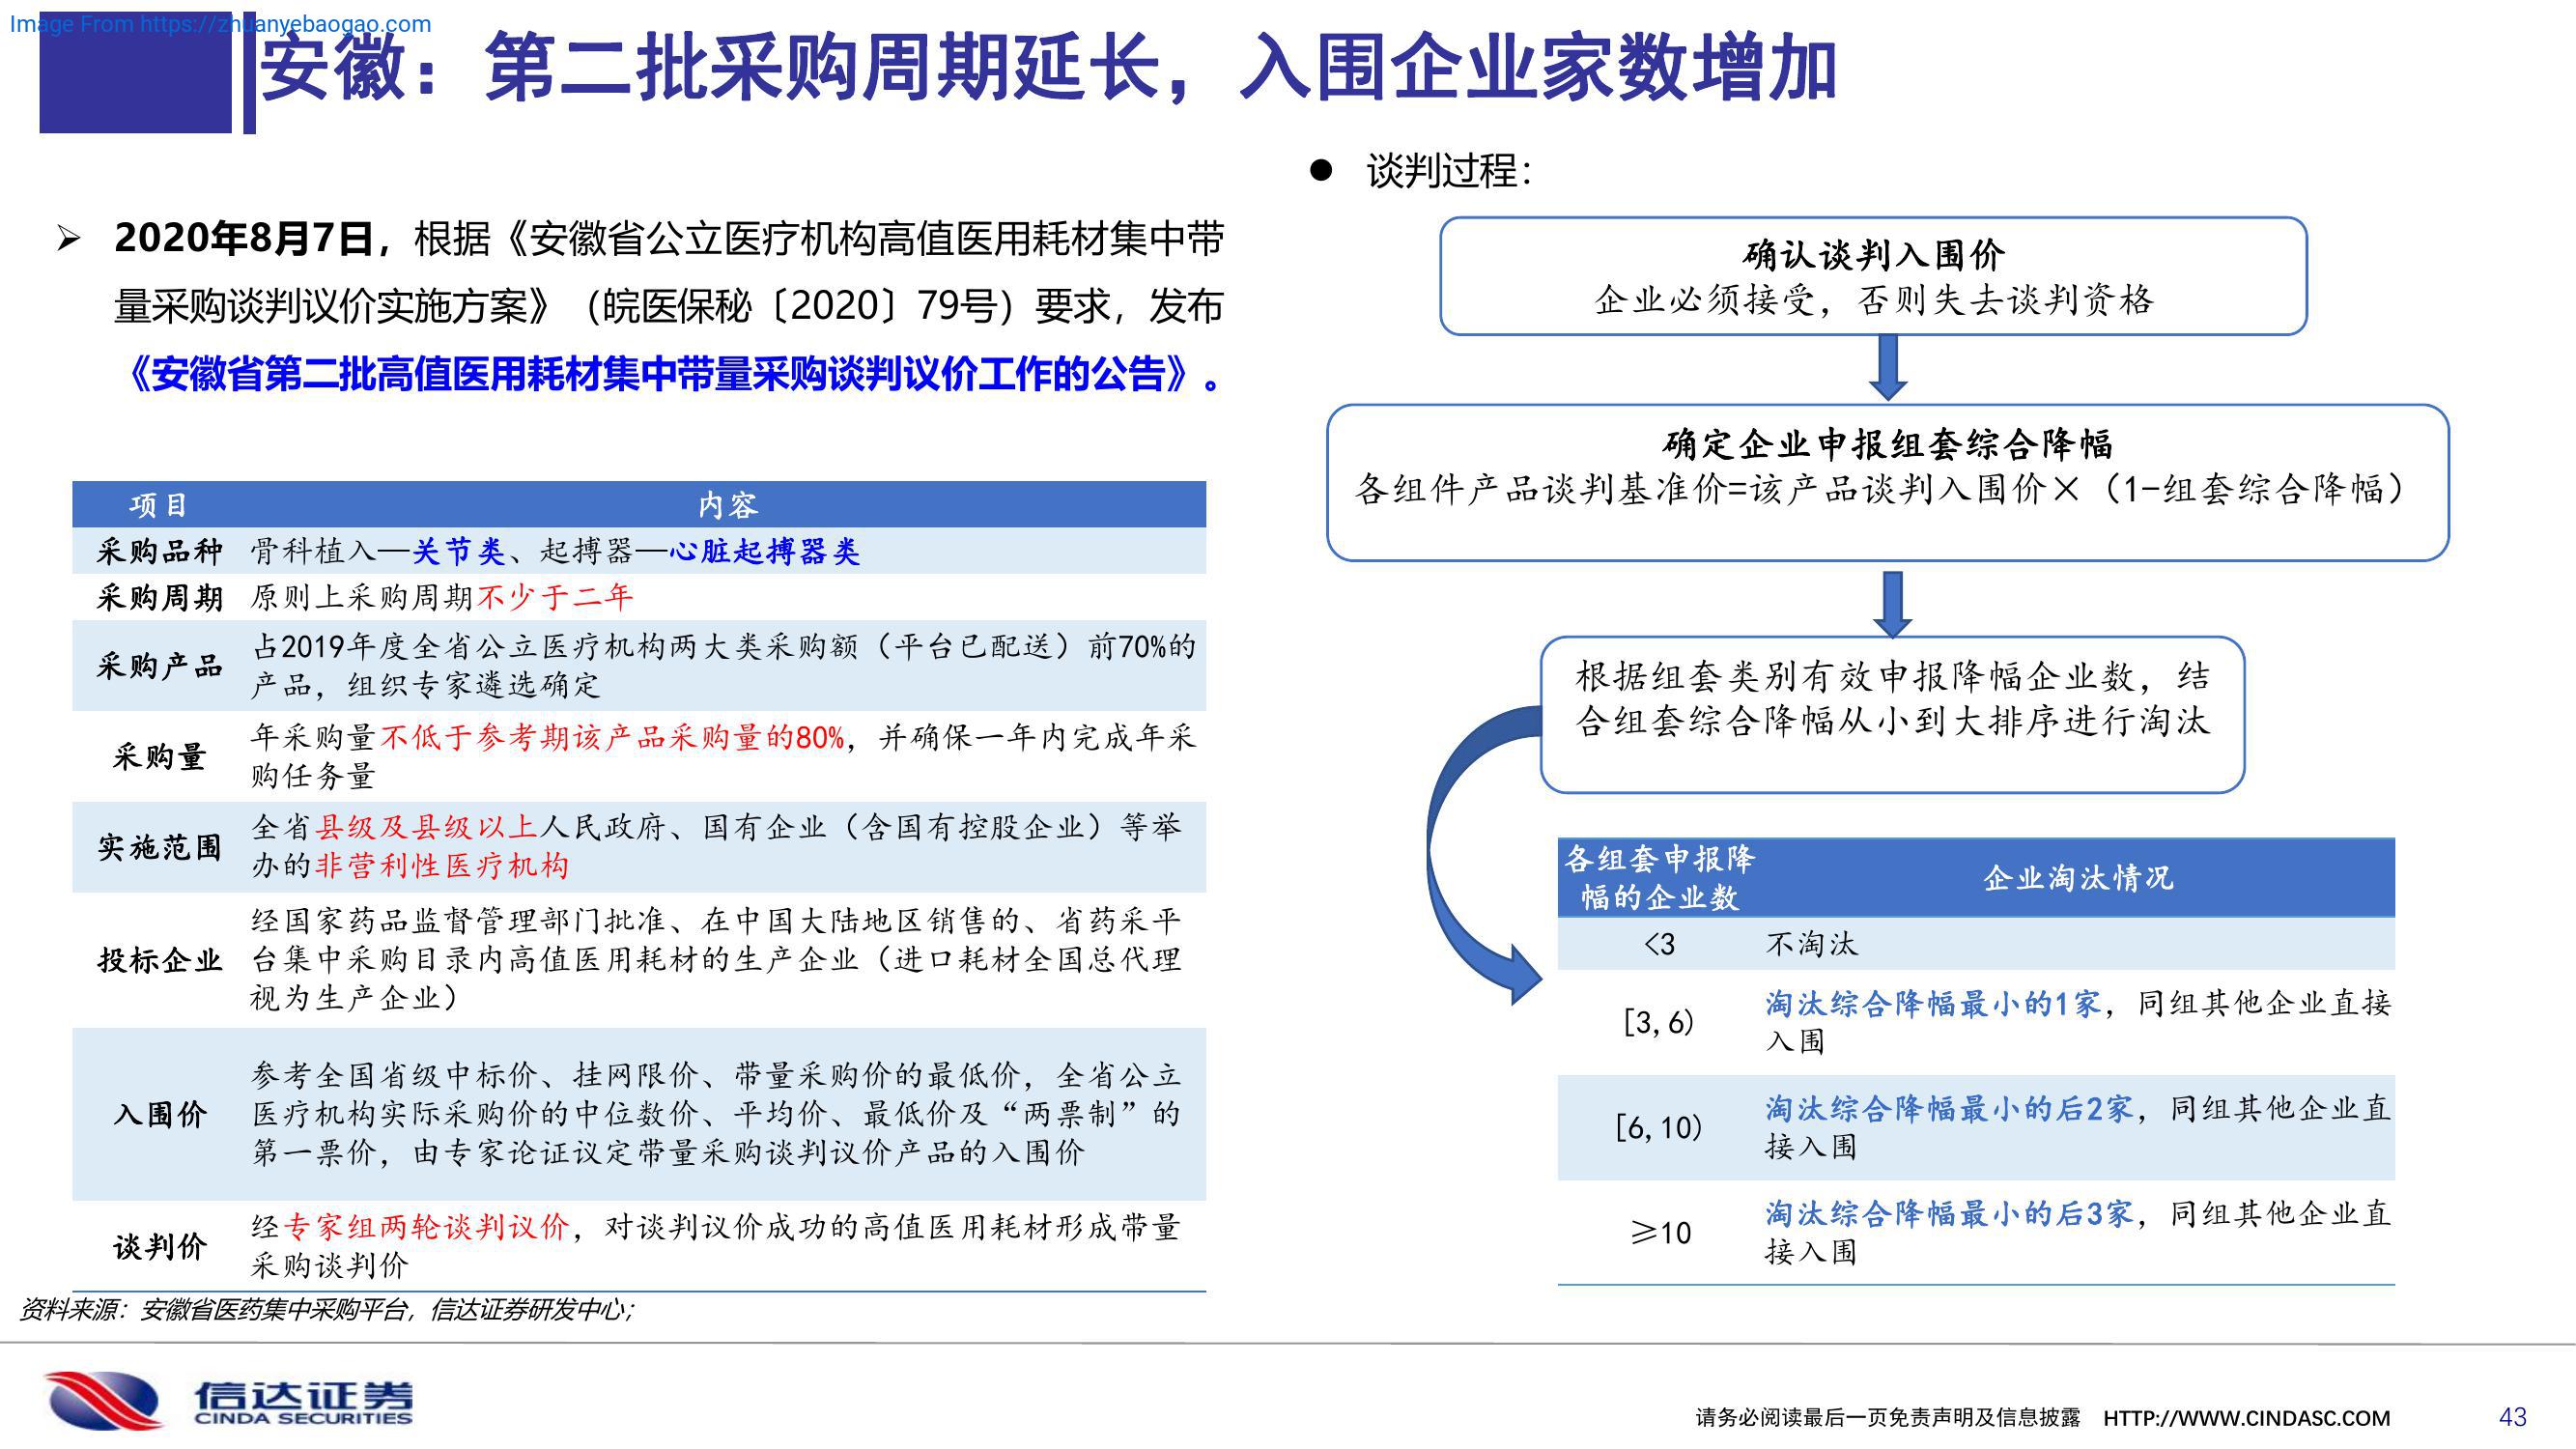 Image From https://zhuanyebaogao.com
安徽：第二批采购周期延长，入围企业家数增加
➢ 2020年8月7日，根据《安徽省公立医疗机构高值医用耗材集中带
量采购谈判议价实施方案》（皖医保秘〔2020〕79号）要求，发布
《安徽省第二批高值医用耗材集中带量采购谈判议价工作的公告》。
项目 内容
采购品种 骨科植入—关节类、起搏器—心脏起搏器类
采购周期 原则上采购周期不少于二年
采购产品 占2019年度全省公立医疗机构两大类采购额（平台已配送）前70%的
产品，组织专家遴选确定
采购量 年采购量不低于参考期该产品采购量的80%，并确保一年内完成年采
购任务量
实施范围 全省县级及县级以上人民政府、国有企业（含国有控股企业）等举
办的非营利性医疗机构
投标企业 经国家药品监督管理部门批准、在中国大陆地区销售的、省药采平
台集中采购目录内高值医用耗材的生产企业（进口耗材全国总代理
视为生产企业）
入围价 参考全国省级中标价、挂网限价、带量采购价的最低价，全省公立
医疗机构实际采购价的中位数价、平均价、最低价及“两票制”的
第一票价，由专家论证议定带量采购谈判议价产品的入围价
谈判价 经专家组两轮谈判议价，对谈判议价成功的高值医用耗材形成带量
采购谈判价
资料来源：安徽省医药集中采购平台，信达证券研发中心；
● 谈判过程：
确认谈判入围价
企业必须接受，否则失去谈判资格
确定企业申报组套综合降幅
各组件产品谈判基准价=该产品谈判入围价×（1-组套综合降幅）
根据组套类别有效申报降幅企业数，结
合组套综合降幅从小到大排序进行淘汰
各组套申报降
幅的企业数 企业淘汰情况
<3 不淘汰
[3,6) 淘汰综合降幅最小的1家，同组其他企业直接
入围
[6,10) 淘汰综合降幅最小的后2家，同组其他企业直
接入围
≥10 淘汰综合降幅最小的后3家，同组其他企业直
接入围
信达证券
CINDA SECURITIES
请务必阅读最后一页免责声明及信息披露 HTTP://WWW.CINDASC.COM 43